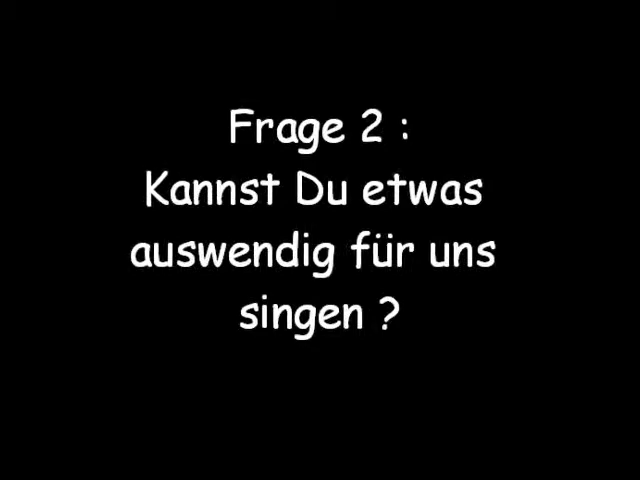 Frage 2 :
Kannst Du etwas
auswendig für uns
singen ?